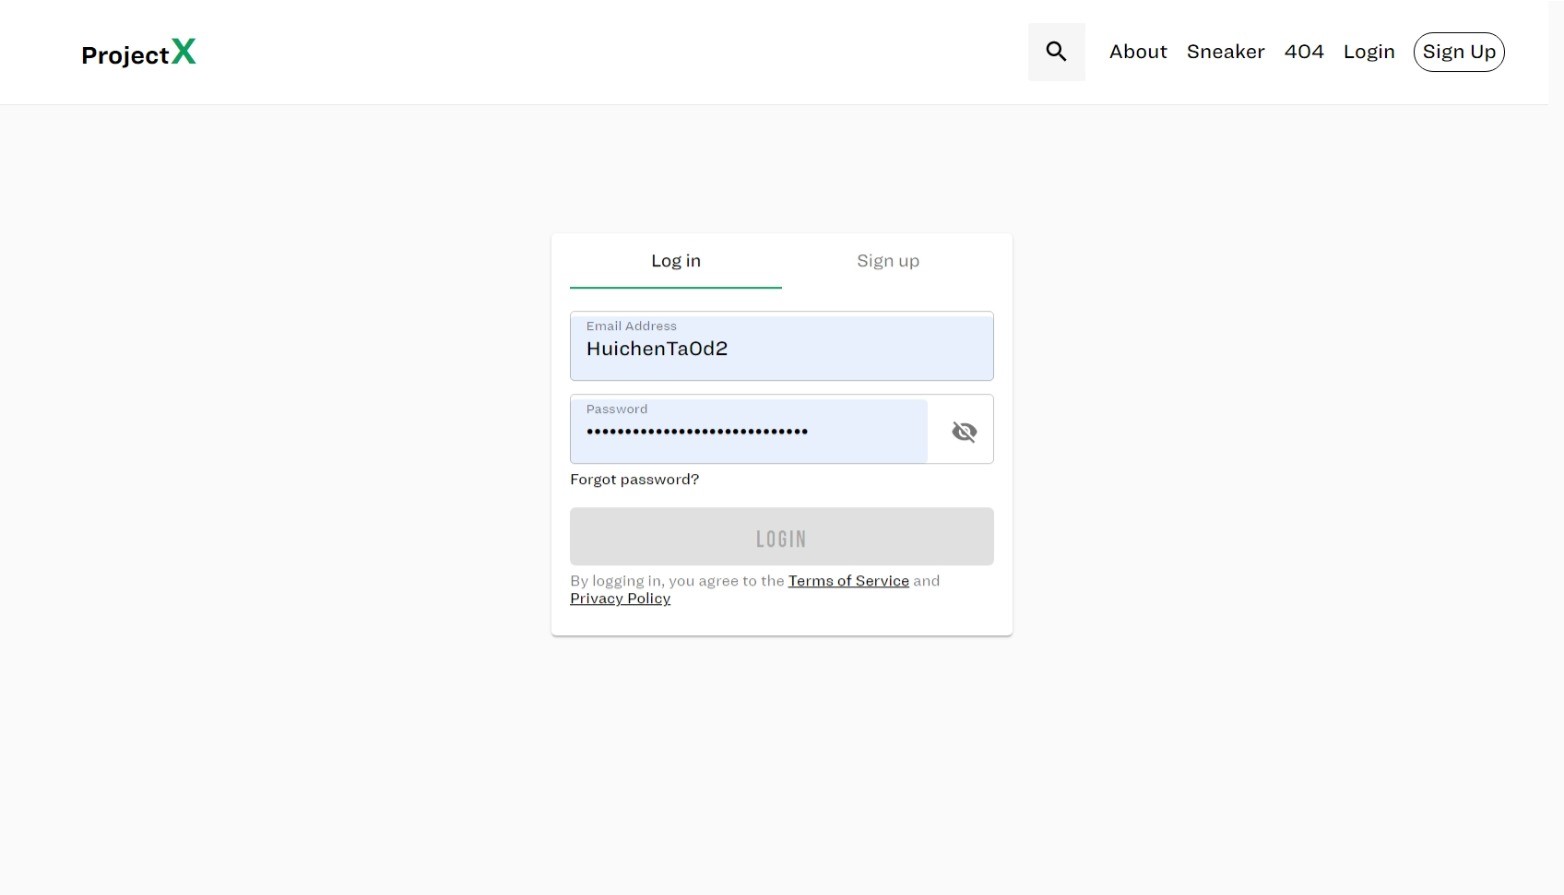 ProjectX
About Sneaker 404 Login Sign Up
Log in Sign up
Email Address
HuichenTa0d2
Password
•••••••••••••••••••••••••••••
Forgot password?
LOGIN
By logging in, you agree to the Terms of Service and
Privacy Policy